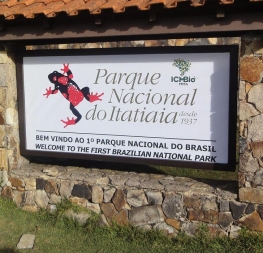 Parque
Nacional
do Itatiaia
desde
1937
ICMBio
BEM VINDO AO 1º PARQUE NACIONAL DO BRASIL
WELCOME TO THE FIRST BRAZILIAN NATIONAL PARK